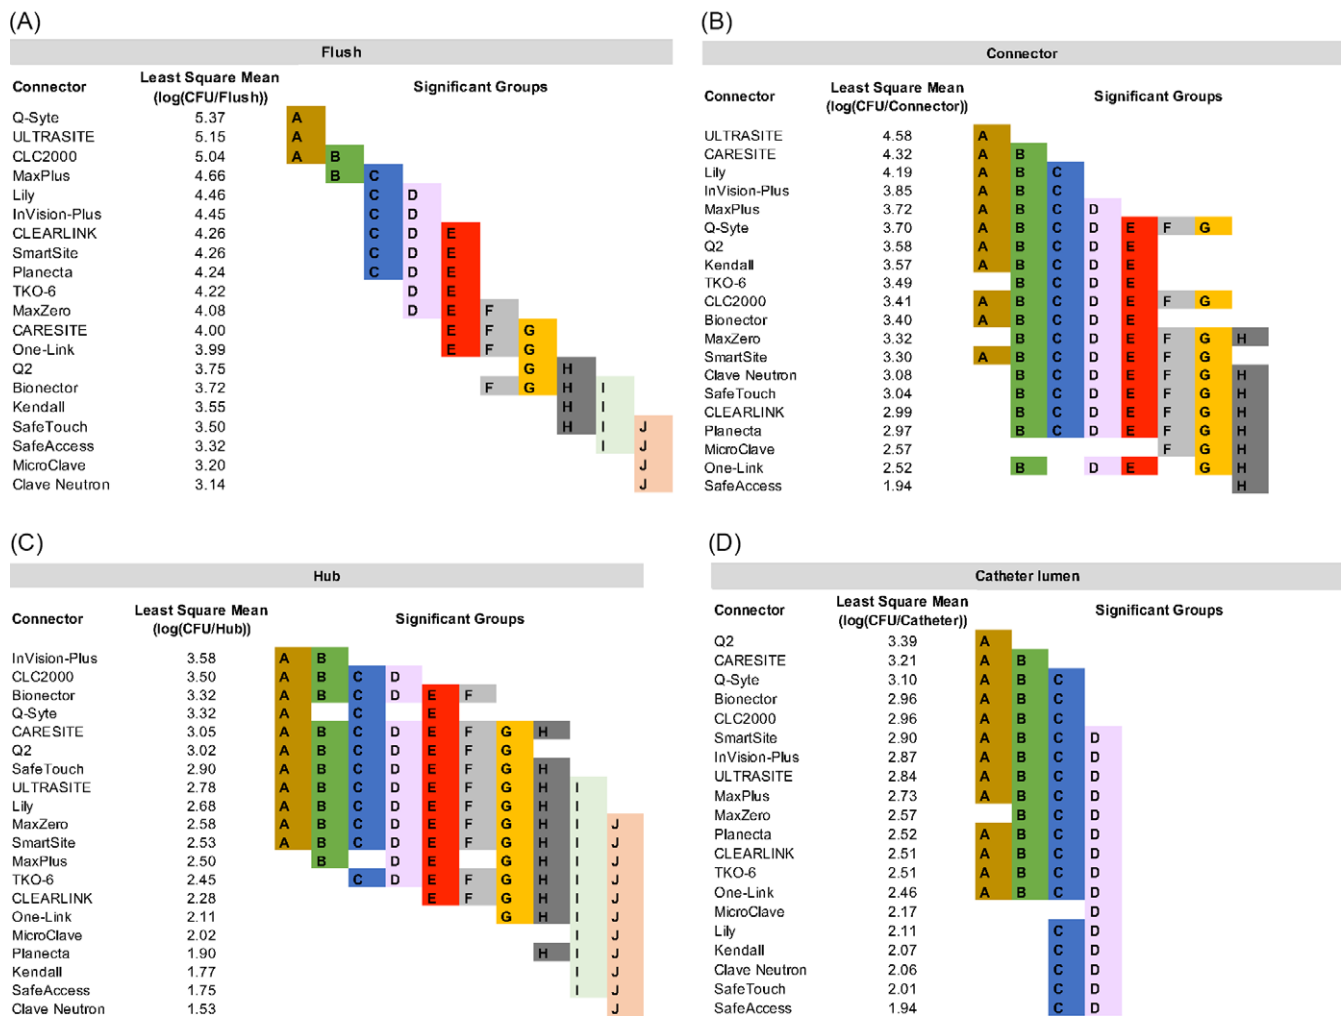 (A)
Flush
Connector Least Square Mean (log(CFU/Flush)) Significant Groups
Q-Syte 5.37 A
ULTRASITE 5.15 A
CLC2000 5.04 A B
MaxPlus 4.66 B C
Lily 4.46 C D
InVision-Plus 4.45 C D
CLEARLINK 4.26 C D E
SmartSite 4.26 C D E
Planecta 4.24 C D E
TKO-6 4.22 D E
MaxZero 4.08 D E F
CARESITE 4.00 E F G
One-Link 3.99 E F G
Q2 3.75 G H
Bionector 3.72 F G H I
Kendall 3.55 H I
SafeTouch 3.50 H I J
SafeAccess 3.32 I J
MicroClave 3.20 J
Clave Neutron 3.14 J
(B)
Connector
Connector Least Square Mean (log(CFU/Connector)) Significant Groups
ULTRASITE 4.58 A
CARESITE 4.32 A B
Lily 4.19 A B C
InVision-Plus 3.85 A B C
MaxPlus 3.72 A B C D
Q-Syte 3.70 A B C D E F G
Q2 3.58 A B C D E
Kendall 3.57 A B C D E
TKO-6 3.49 B C D E
CLC2000 3.41 A B C D E F G
Bionector 3.40 A B C D E
MaxZero 3.32 B C D E F G H
SmartSite 3.30 A B C D E F G
Clave Neutron 3.08 B C D E F G H
SafeTouch 3.04 B C D E F G H
CLEARLINK 2.99 B C D E F G H
Planecta 2.97 B C D E F G H
MicroClave 2.57 F G H
One-Link 2.52 B D E G H
SafeAccess 1.94 H
(C)
Hub
Connector Least Square Mean (log(CFU/Hub)) Significant Groups
InVision-Plus 3.58 A B
CLC2000 3.50 A B C D
Bionector 3.32 A B C D E F
Q-Syte 3.32 A C E
CARESITE 3.05 A B C D E F G H
Q2 3.02 A B C D E F G
SafeTouch 2.90 A B C D E F G H
ULTRASITE 2.78 A B C D E F G H I
Lily 2.68 A B C D E F G H I
MaxZero 2.58 A B C D E F G H I J
SmartSite 2.53 A B C D E F G H I J
MaxPlus 2.50 B D E G H I J
TKO-6 2.45 C D E F G H I J
CLEARLINK 2.28 E F G H I J
One-Link 2.11 G H I J
MicroClave 2.02 I J
Planecta 1.90 H I J
Kendall 1.77 I J
SafeAccess 1.75 I J
Clave Neutron 1.53 J
(D)
Catheter lumen
Connector Least Square Mean (log(CFU/Catheter)) Significant Groups
Q2 3.39 A
CARESITE 3.21 A B
Q-Syte 3.10 A B C
Bionector 2.96 A B C
CLC2000 2.96 A B C
SmartSite 2.90 A B C D
InVision-Plus 2.87 A B C D
ULTRASITE 2.84 A B C D
MaxPlus 2.73 A B C D
MaxZero 2.57 B C D
Planecta 2.52 A B C D
CLEARLINK 2.51 A B C D
TKO-6 2.51 A B C D
One-Link 2.46 A B C D
MicroClave 2.17 D
Lily 2.11 C D
Kendall 2.07 C D
Clave Neutron 2.06 C D
SafeTouch 2.01 C D
SafeAccess 1.94 C D